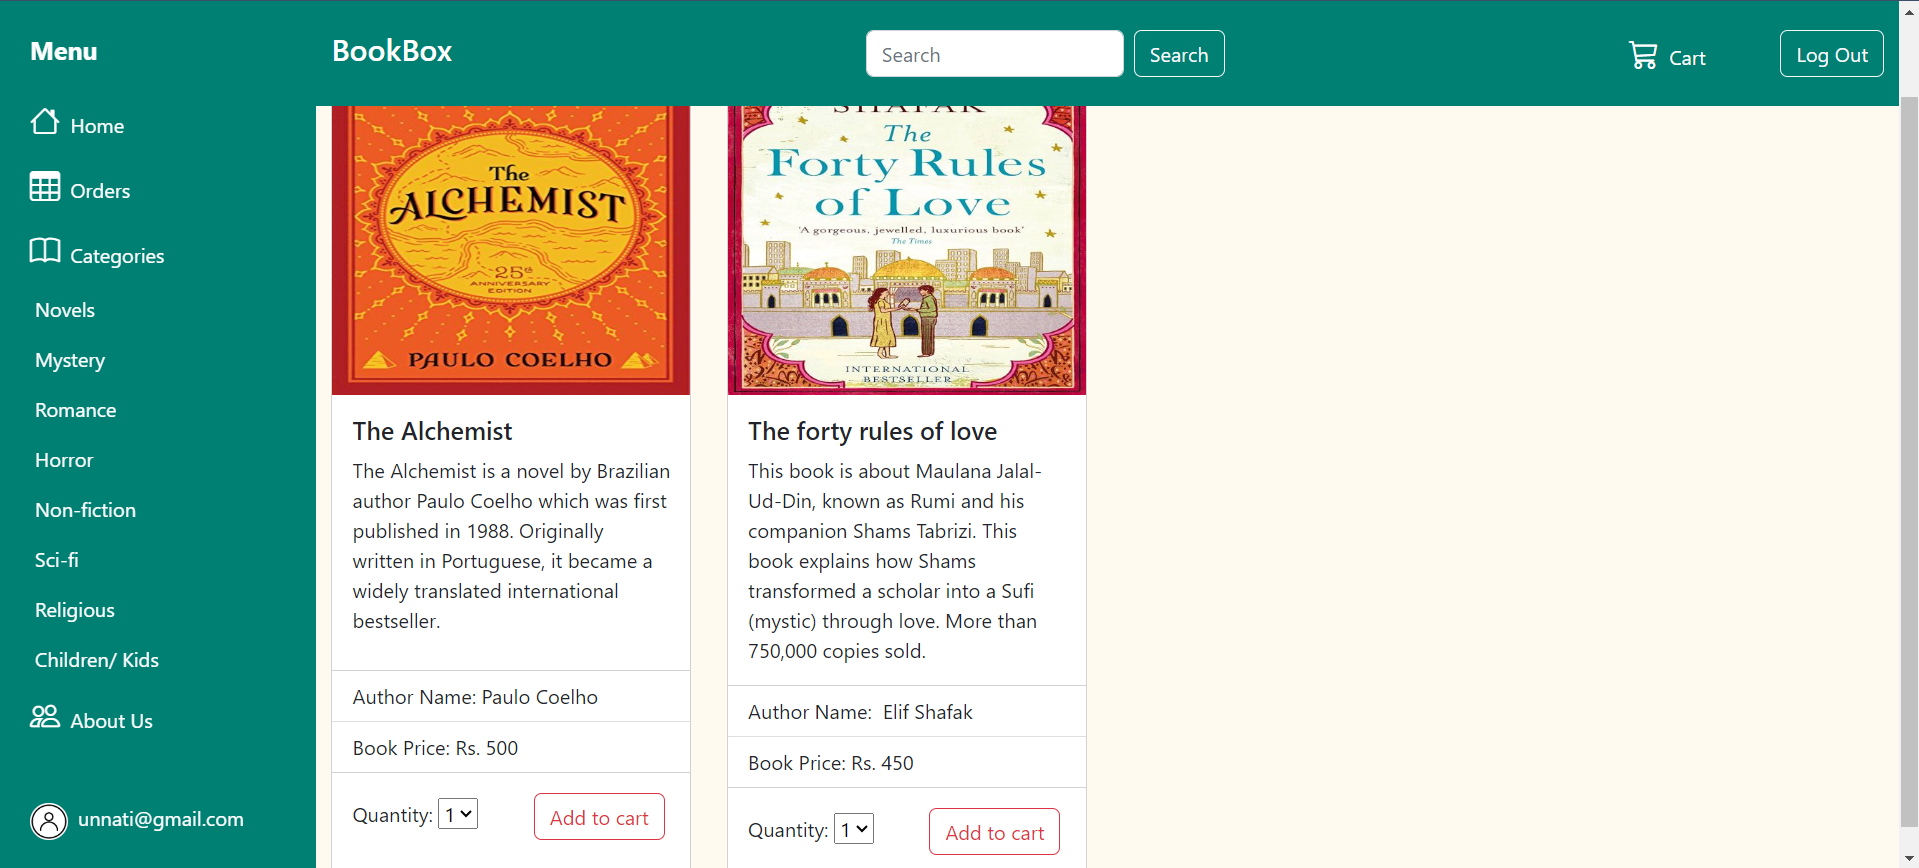 Menu
BookBox
Search
Search
Cart
Log Out
Home
Orders
Categories
Novels
Mystery
Romance
Horror
Non-fiction
Sci-fi
Religious
Children/ Kids
About Us
unnati@gmail.com
The
ALCHEMIST
25th
ANNIVERSARY
EDITION
PAULO COELHO
The Alchemist
The Alchemist is a novel by Brazilian
author Paulo Coelho which was first
published in 1988. Originally
written in Portuguese, it became a
widely translated international
bestseller.
Author Name: Paulo Coelho
Book Price: Rs. 500
Quantity: 1
Add to cart
SHAFAK
The
Forty Rules
of Love
'A gorgeous, jewelled, luxurious book'
The Times
INTERNATIONAL
BESTSELLER
The forty rules of love
This book is about Maulana Jalal-
Ud-Din, known as Rumi and his
companion Shams Tabrizi. This
book explains how Shams
transformed a scholar into a Sufi
(mystic) through love. More than
750,000 copies sold.
Author Name:  Elif Shafak
Book Price: Rs. 450
Quantity: 1
Add to cart